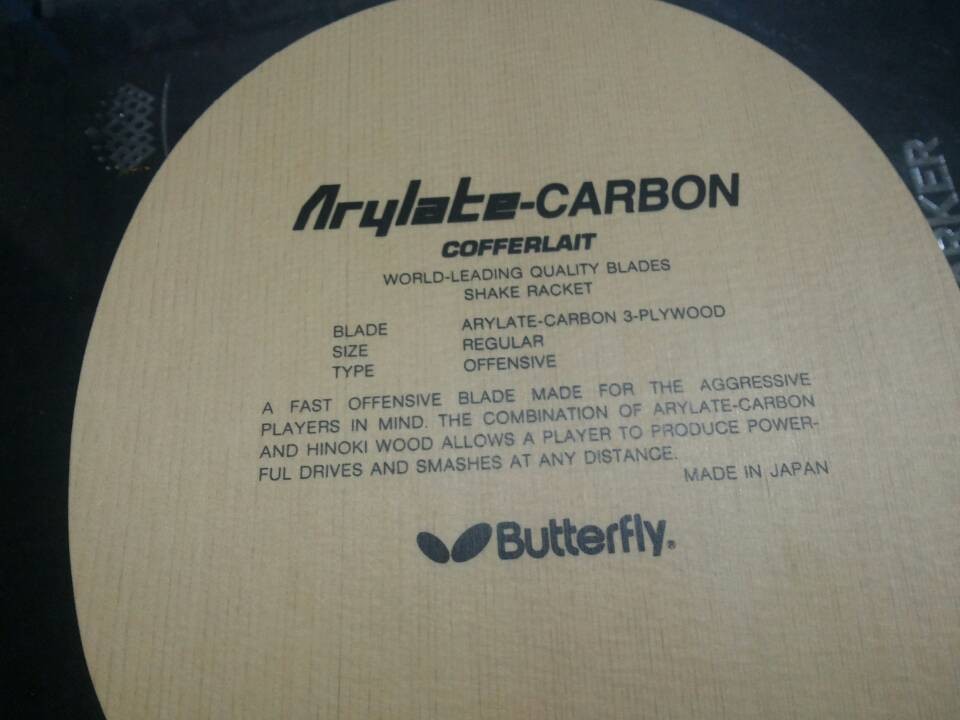 Arylate-CARBON
COFFERLAIT
WORLD-LEADING QUALITY BLADES
SHAKE RACKET
BLADE ARYLATE-CARBON 3-PLYWOOD
SIZE REGULAR
TYPE OFFENSIVE
A FAST OFFENSIVE BLADE MADE FOR THE AGGRESSIVE
PLAYERS IN MIND. THE COMBINATION OF ARYLATE-CARBON
AND HINOKI WOOD ALLOWS A PLAYER TO PRODUCE POWER-
FUL DRIVES AND SMASHES AT ANY DISTANCE.
MADE IN JAPAN
Butterfly®